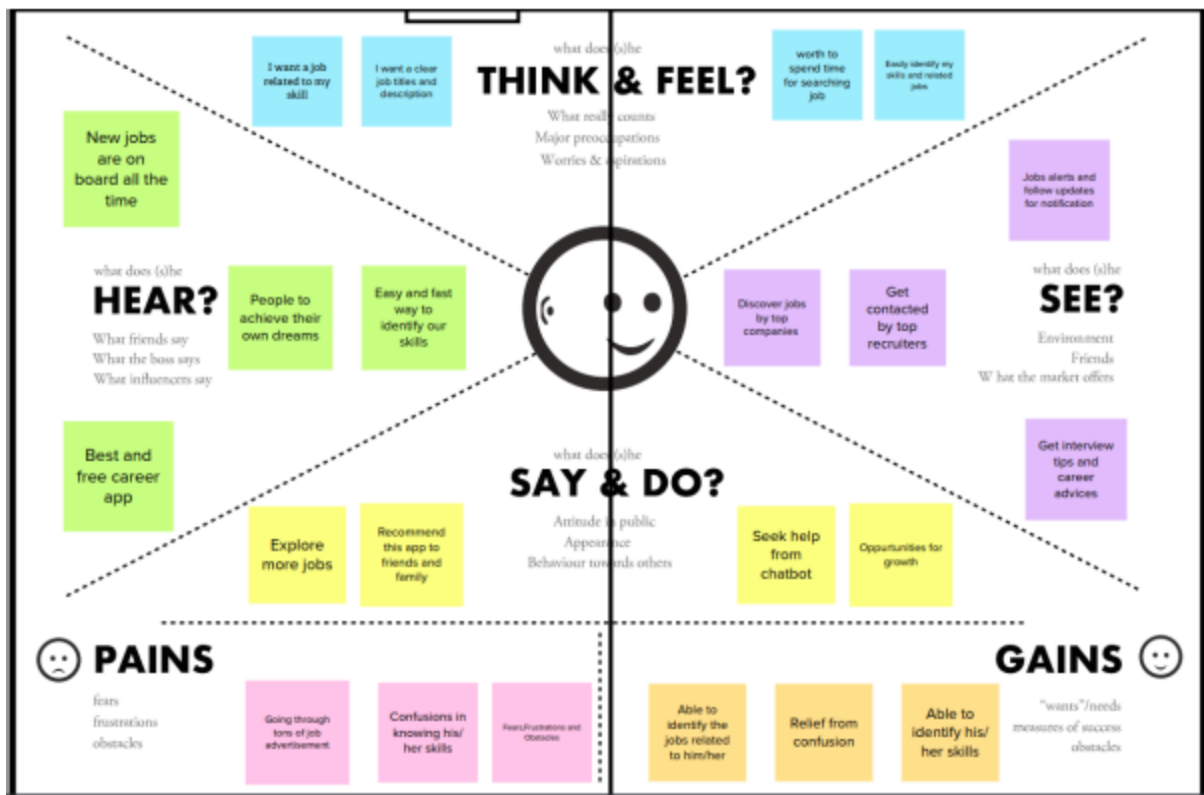 what does (s)he
THINK & FEEL?
What really counts
Major preoccupations
Worries & aspirations
I want a job
related to my
skill
I want a clear
job titles and
description
worth to
spend time
for searching
job
Easily identify my
skills and related
jobs
New jobs
are on
board all the
time
what does (s)he
HEAR?
What friends say
What the boss says
What influencers say
People to
achieve their
own dreams
Easy and fast
way to
identify our
skills
Best and
free career
app
Jobs alerts and
follow updates
for notification
Discover jobs
by top
companies
Get
contacted
by top
recruiters
what does (s)he
SEE?
Environment
Friends
W hat the market offers
Get interview
tips and
career
advices
what does (s)he
SAY & DO?
Attitude in public
Appearance
Behaviour towards others
Explore
more jobs
Recommend
this app to
friends and
family
Seek help
from
chatbot
Oppurtunities for
growth
PAINS
fears
frustrations
obstacles
Going through
tons of job
advertisement
Confusions in
knowing his/
her skills
Fears,Frustrations and
Obstacles
GAINS
"wants"/needs
measures of success
obstacles
Able to
identify the
jobs related
to him/her
Relief from
confusion
Able to
identify his/
her skills